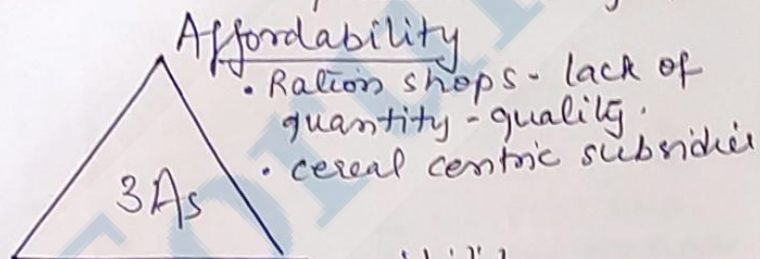 Affordability
• Ration shops - lack of
quantity - quality.
• cereal centric subsidies
3As